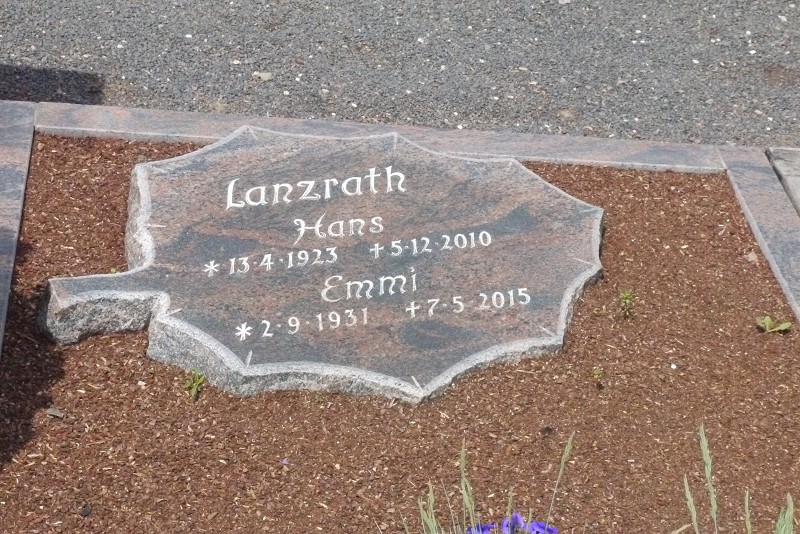 Lanzrath
Hans
* 13·4·1923 †5·12·2010
Emmi
* 2·9·1931 †7·5·2015